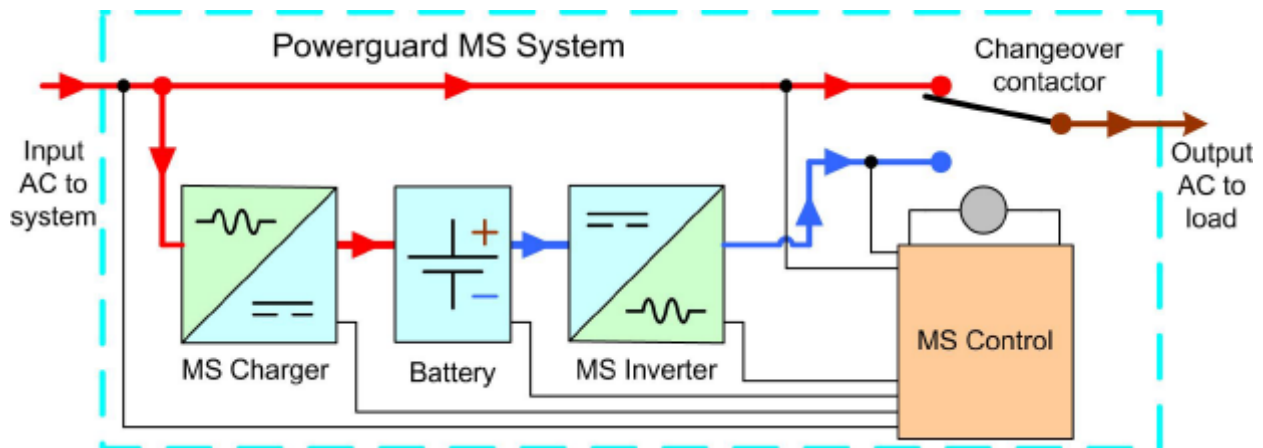 Powerguard MS System
Changeover
contactor
Input
AC to
system
Output
AC to
load
MS Charger
Battery
MS Inverter
MS Control